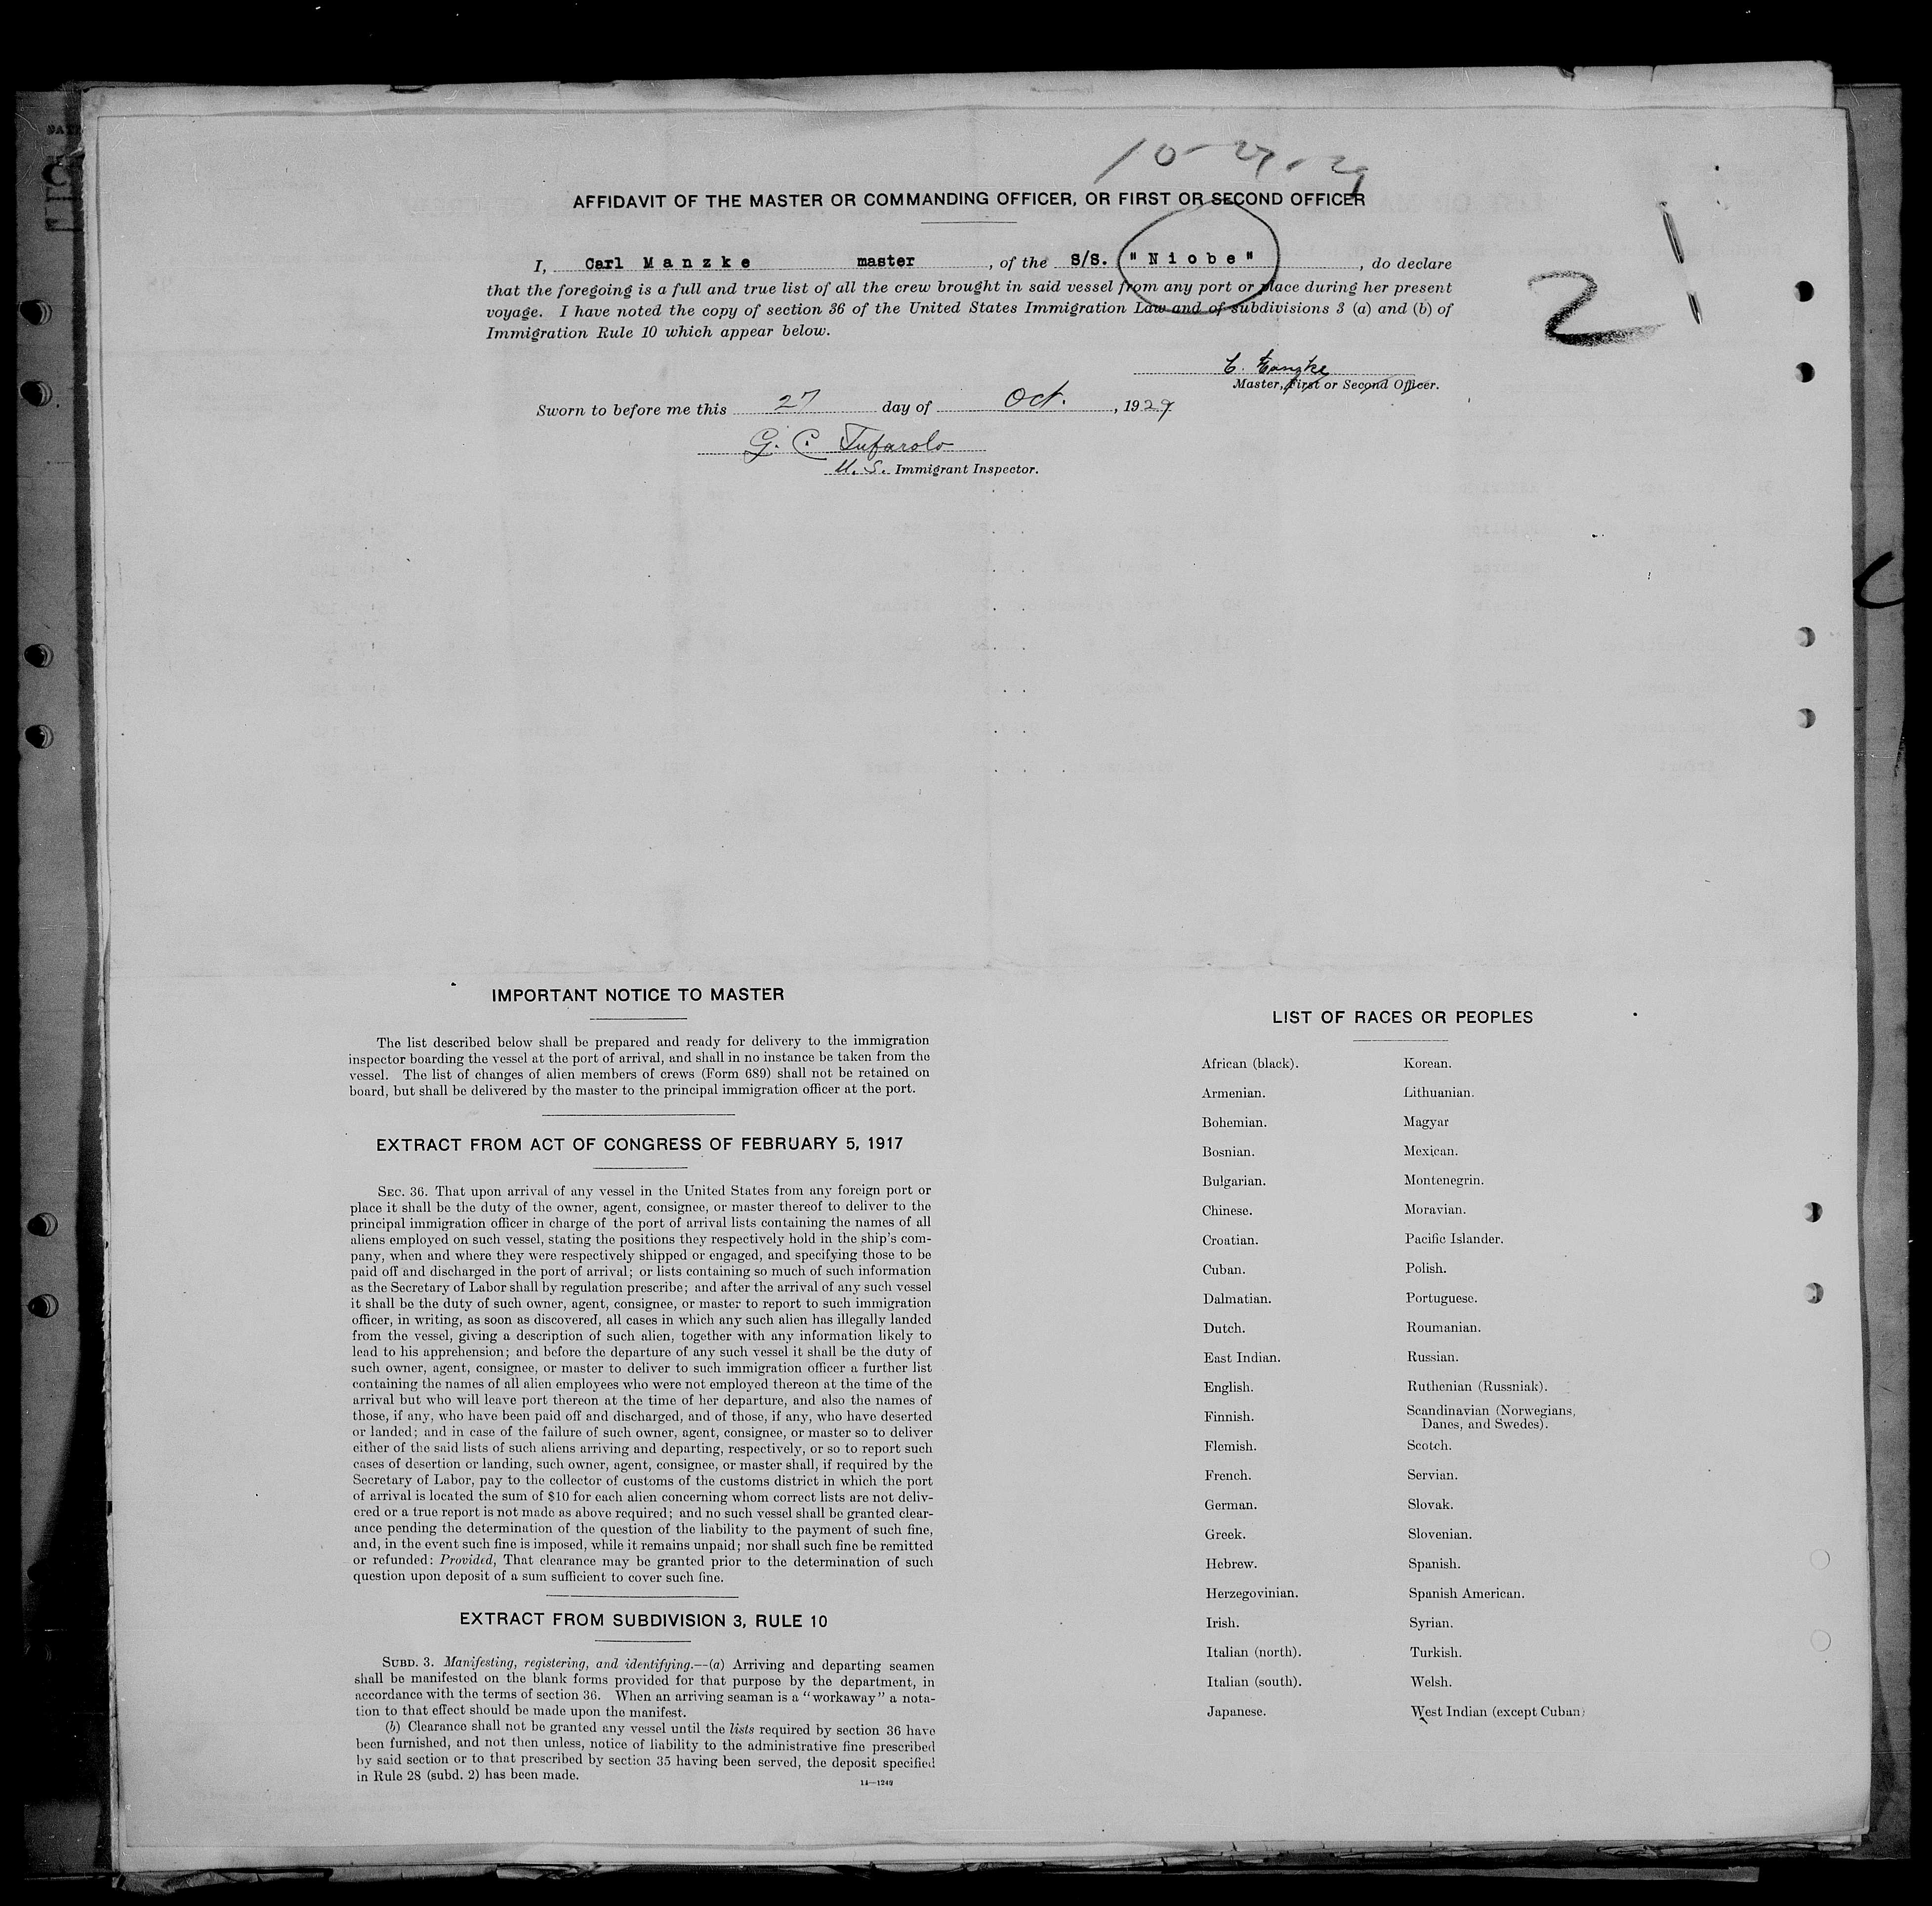 10-27-29
AFFIDAVIT OF THE MASTER OR COMMANDING OFFICER, OR FIRST OR SECOND OFFICER
I, Carl Manzke master, of the S/S. "Niobe", do declare
that the foregoing is a full and true list of all the crew brought in said vessel from any port or place during her present
voyage. I have noted the copy of section 36 of the United States Immigration Law and of subdivisions 3 (a) and (b) of
Immigration Rule 10 which appear below.
2
C. Manzke
Master, First or Second Officer.
Sworn to before me this 27 day of Oct., 1929
G. C. Tufarolo
U. S. Immigrant Inspector.
IMPORTANT NOTICE TO MASTER
The list described below shall be prepared and ready for delivery to the immigration
inspector boarding the vessel at the port of arrival, and shall in no instance be taken from the
vessel. The list of changes of alien members of crews (Form 689) shall not be retained on
board, but shall be delivered by the master to the principal immigration officer at the port.
EXTRACT FROM ACT OF CONGRESS OF FEBRUARY 5, 1917
SEC. 36. That upon arrival of any vessel in the United States from any foreign port or
place it shall be the duty of the owner, agent, consignee, or master thereof to deliver to the
principal immigration officer in charge of the port of arrival lists containing the names of all
aliens employed on such vessel, stating the positions they respectively hold in the ship's com-
pany, when and where they were respectively shipped or engaged, and specifying those to be
paid off and discharged in the port of arrival; or lists containing so much of such information
as the Secretary of Labor shall by regulation prescribe; and after the arrival of any such vessel
it shall be the duty of such owner, agent, consignee, or master to report to such immigration
officer, in writing, as soon as discovered, all cases in which any such alien has illegally landed
from the vessel, giving a description of such alien, together with any information likely to
lead to his apprehension; and before the departure of any such vessel it shall be the duty of
such owner, agent, consignee, or master to deliver to such immigration officer a further list
containing the names of all alien employees who were not employed thereon at the time of the
arrival but who will leave port thereon at the time of her departure, and also the names of
those, if any, who have been paid off and discharged, and of those, if any, who have deserted
or landed; and in case of the failure of such owner, agent, consignee, or master so to deliver
either of the said lists of such aliens arriving and departing, respectively, or so to report such
cases of desertion or landing, such owner, agent, consignee, or master shall, if required by the
Secretary of Labor, pay to the collector of customs of the customs district in which the port
of arrival is located the sum of $10 for each alien concerning whom correct lists are not deliv-
ered or a true report is not made as above required; and no such vessel shall be granted clear-
ance pending the determination of the question of the liability to the payment of such fine,
and, in the event such fine is imposed, while it remains unpaid; nor shall such fine be remitted
or refunded: Provided, That clearance may be granted prior to the determination of such
question upon deposit of a sum sufficient to cover such fine.
EXTRACT FROM SUBDIVISION 3, RULE 10
SUBD. 3. Manifesting, registering, and identifying.—(a) Arriving and departing seamen
shall be manifested on the blank forms provided for that purpose by the department, in
accordance with the terms of section 36. When an arriving seaman is a "workaway" a nota-
tion to that effect should be made upon the manifest.
(b) Clearance shall not be granted any vessel until the lists required by section 36 have
been furnished, and not then unless, notice of liability to the administrative fine prescribed
by said section or to that prescribed by section 35 having been served, the deposit specified
in Rule 28 (subd. 2) has been made.
14—1249
LIST OF RACES OR PEOPLES
African (black). Korean.
Armenian. Lithuanian.
Bohemian. Magyar
Bosnian. Mexican.
Bulgarian. Montenegrin.
Chinese. Moravian.
Croatian. Pacific Islander.
Cuban. Polish.
Dalmatian. Portuguese.
Dutch. Roumanian.
East Indian. Russian.
English. Ruthenian (Russniak).
Finnish. Scandinavian (Norwegians,
Danes, and Swedes).
Flemish. Scotch.
French. Servian.
German. Slovak.
Greek. Slovenian.
Hebrew. Spanish.
Herzegovinian. Spanish American.
Irish. Syrian.
Italian (north). Turkish.
Italian (south). Welsh.
Japanese. West Indian (except Cuban)